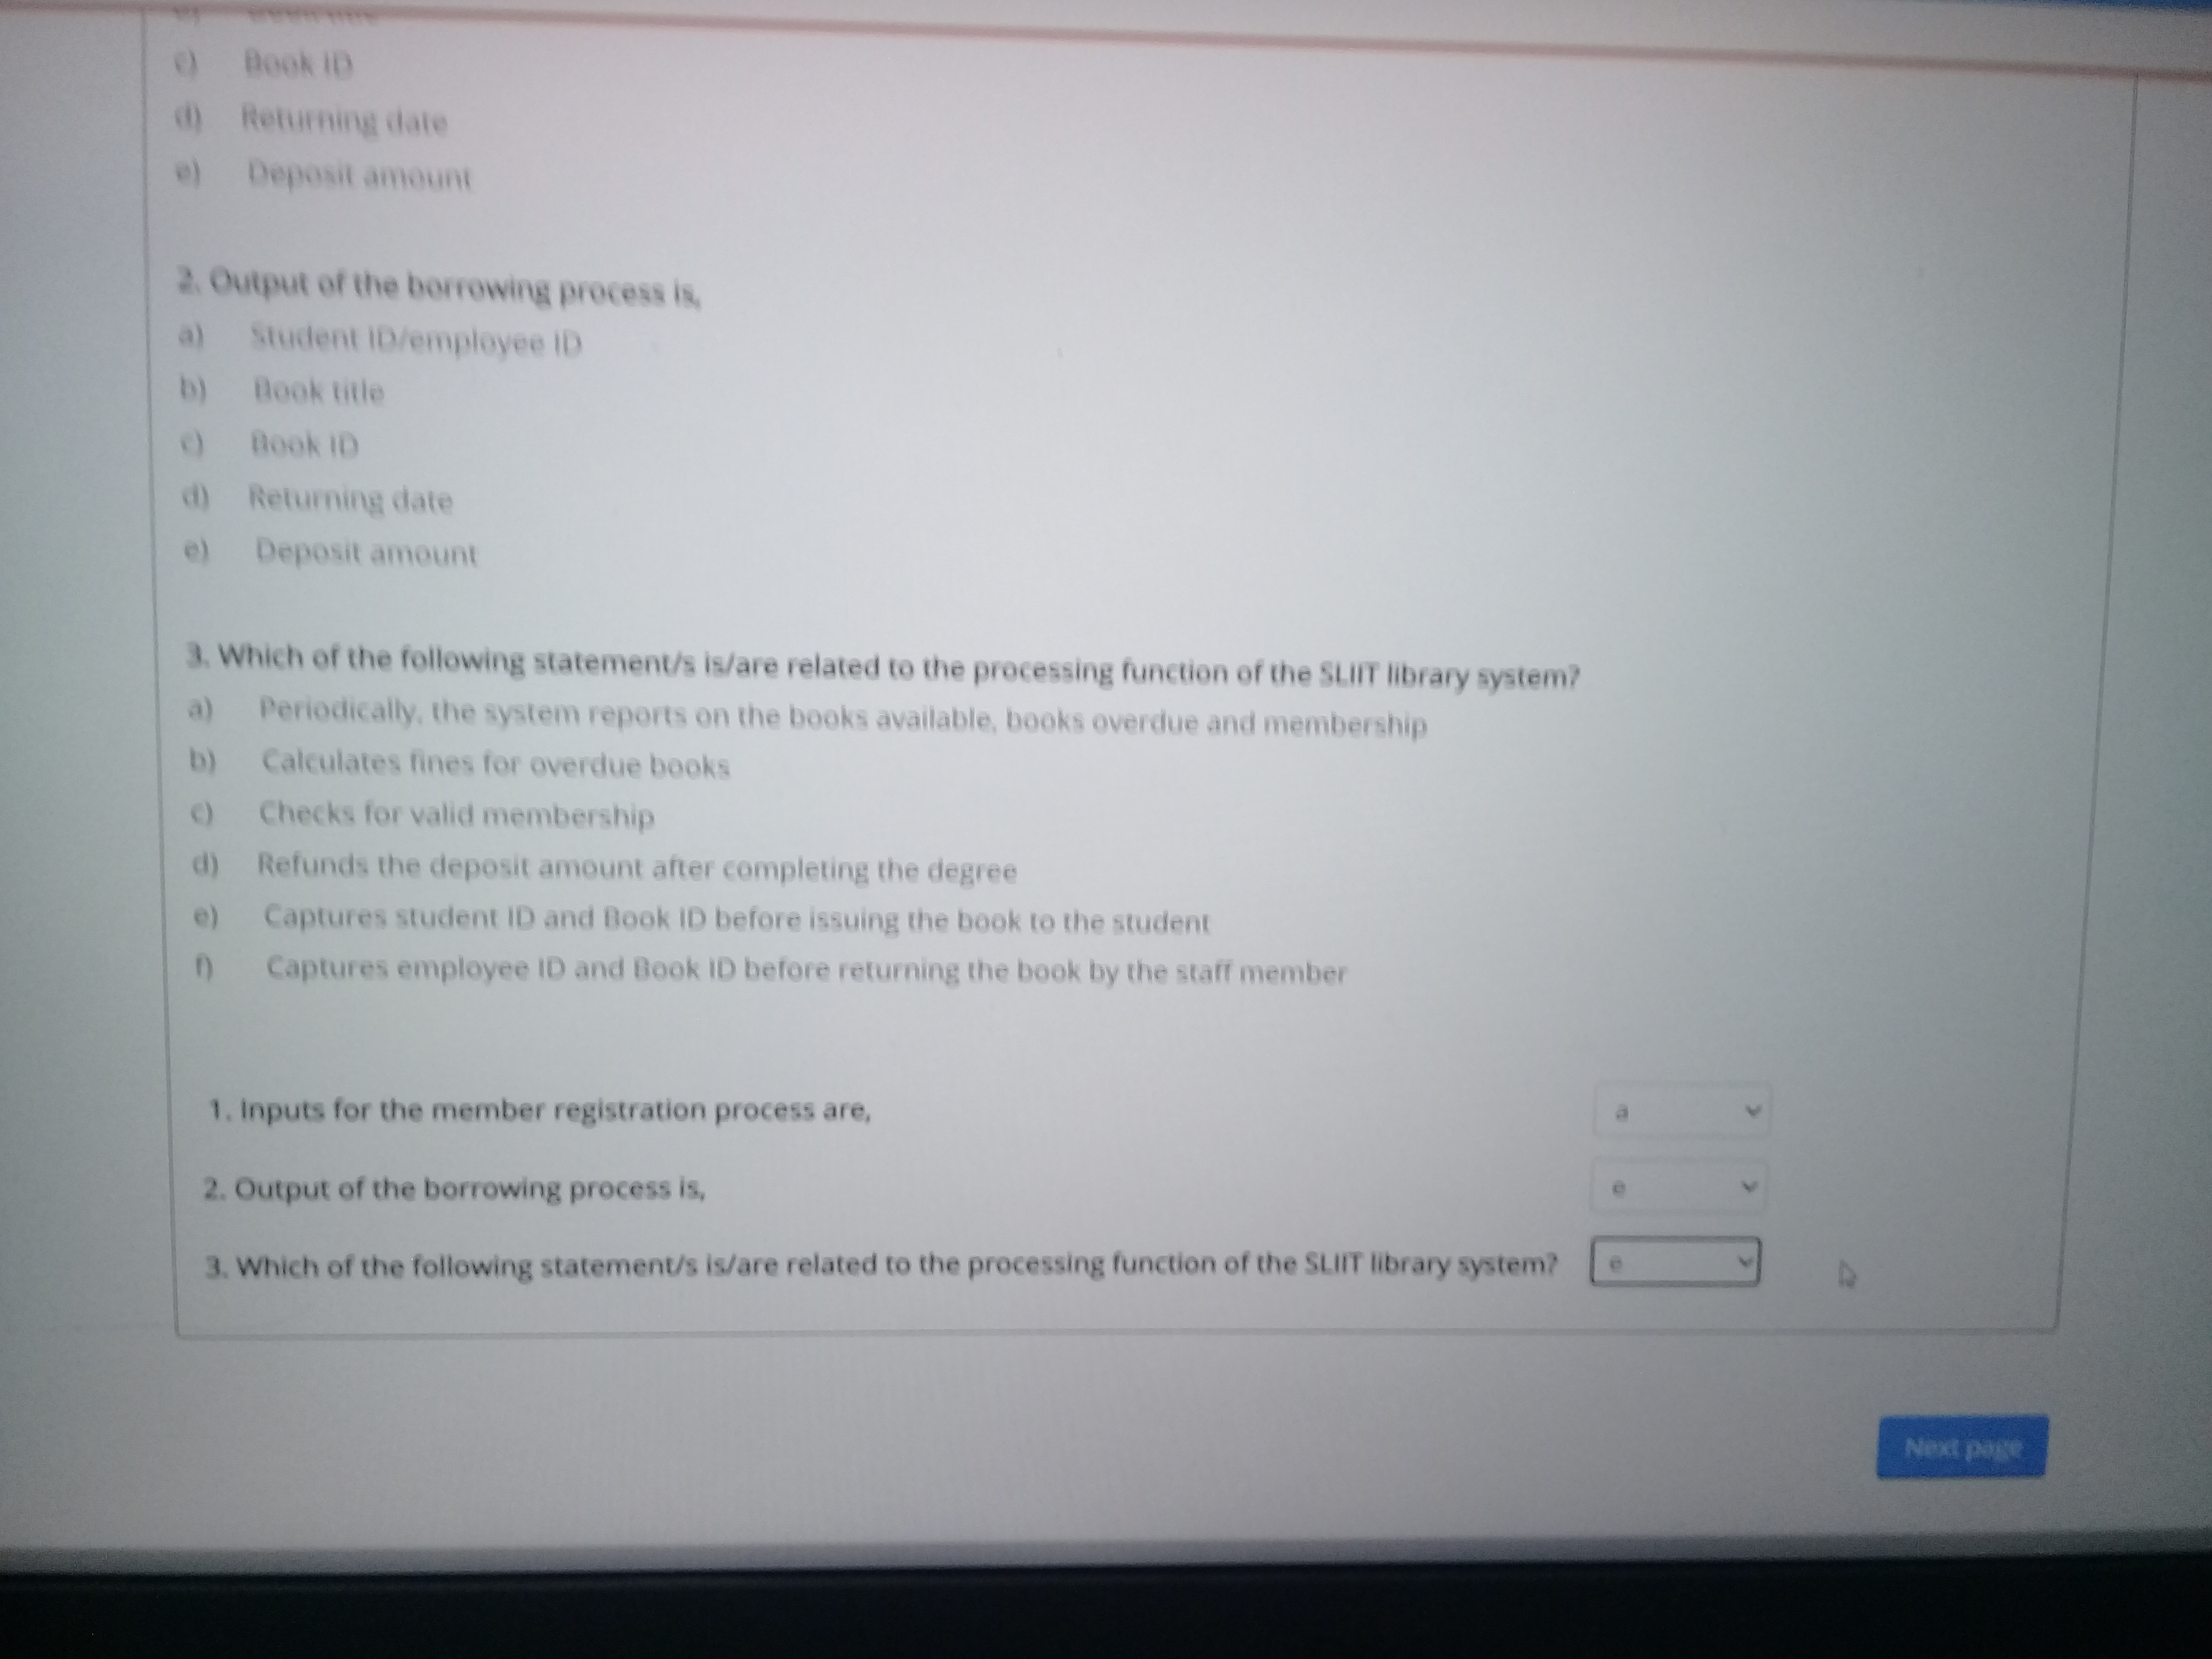 c) Book ID
d) Returning date
e) Deposit amount
2. Output of the borrowing process is,
a) Student ID/employee ID
b) Book title
c) Book ID
d) Returning date
e) Deposit amount
3. Which of the following statement/s is/are related to the processing function of the SLIIT library system?
a) Periodically, the system reports on the books available, books overdue and membership
b) Calculates fines for overdue books
c) Checks for valid membership
d) Refunds the deposit amount after completing the degree
e) Captures student ID and Book ID before issuing the book to the student
f) Captures employee ID and Book ID before returning the book by the staff member
1. Inputs for the member registration process are, a
2. Output of the borrowing process is, e
3. Which of the following statement/s is/are related to the processing function of the SLIIT library system? e
Next page